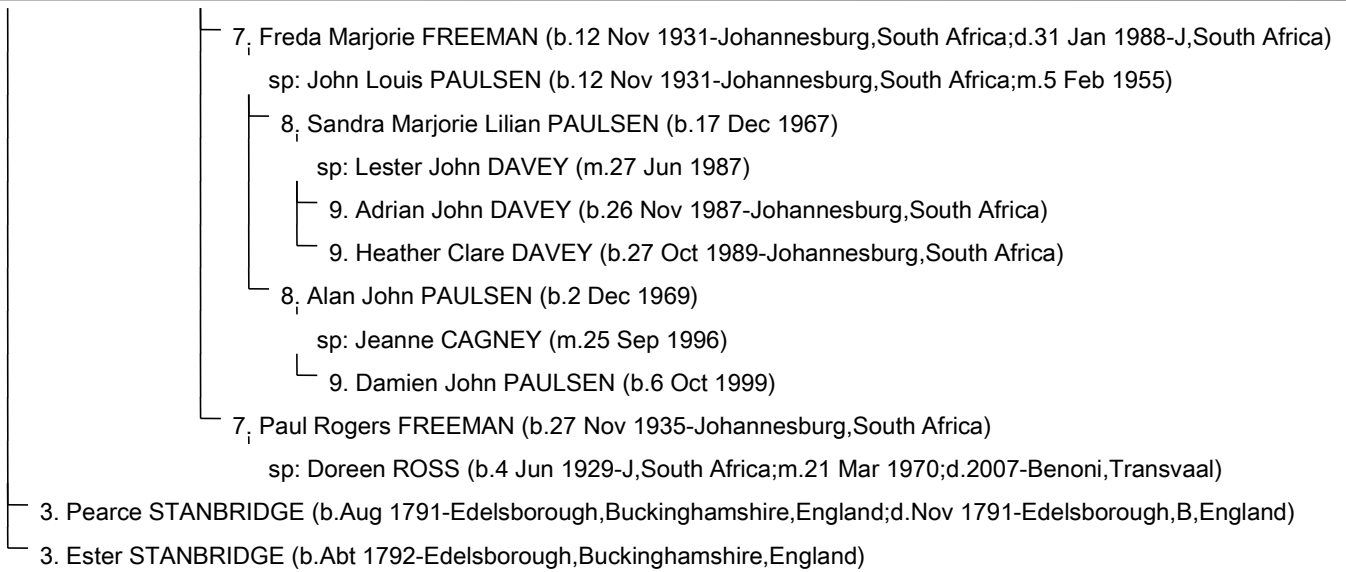 7. Freda Marjorie FREEMAN (b.12 Nov 1931-Johannesburg,South Africa;d.31 Jan 1988-J,South Africa)
sp: John Louis PAULSEN (b.12 Nov 1931-Johannesburg,South Africa;m.5 Feb 1955)
8. Sandra Marjorie Lilian PAULSEN (b.17 Dec 1967)
sp: Lester John DAVEY (m.27 Jun 1987)
9. Adrian John DAVEY (b.26 Nov 1987-Johannesburg,South Africa)
9. Heather Clare DAVEY (b.27 Oct 1989-Johannesburg,South Africa)
8. Alan John PAULSEN (b.2 Dec 1969)
sp: Jeanne CAGNEY (m.25 Sep 1996)
9. Damien John PAULSEN (b.6 Oct 1999)
7. Paul Rogers FREEMAN (b.27 Nov 1935-Johannesburg,South Africa)
sp: Doreen ROSS (b.4 Jun 1929-J,South Africa;m.21 Mar 1970;d.2007-Benoni,Transvaal)
3. Pearce STANBRIDGE (b.Aug 1791-Edelsborough,Buckinghamshire,England;d.Nov 1791-Edelsborough,B,England)
3. Ester STANBRIDGE (b.Abt 1792-Edelsborough,Buckinghamshire,England)